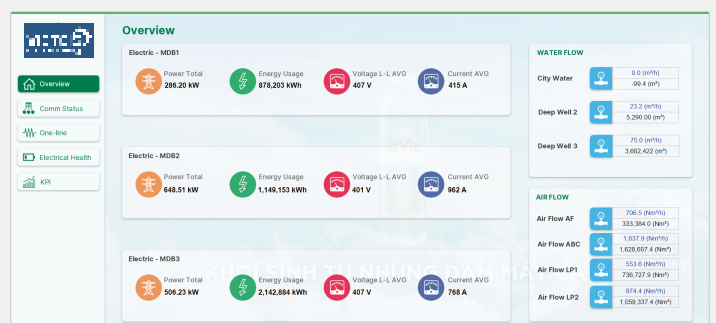 Overview
Overview
Comm Status
One-line
Electrical Health
KPI
Electric - MDB1
Power Total
286.20 kW
Energy Usage
878,203 kWh
Voltage L-L AVG
407 V
Current AVG
415 A
Electric - MDB2
Power Total
648.51 kW
Energy Usage
1,149,153 kWh
Voltage L-L AVG
401 V
Current AVG
962 A
Electric - MDB3
Power Total
506.23 kW
Energy Usage
2,142,884 kWh
Voltage L-L AVG
407 V
Current AVG
768 A
WATER FLOW
City Water
0.0 (m³/h)
-99.4 (m³)
Deep Well 2
23.2 (m³/h)
5,290.00 (m³)
Deep Well 3
75.0 (m³/h)
3,682,422 (m³)
AIR FLOW
Air Flow AF
706.5 (Nm³/h)
333,384.0 (Nm³)
Air Flow ABC
1,637.9 (Nm³/h)
1,628,607.4 (Nm³)
Air Flow LP1
553.6 (Nm³/h)
736,727.9 (Nm³)
Air Flow LP2
974.4 (Nm³/h)
1,059,337.4 (Nm³)